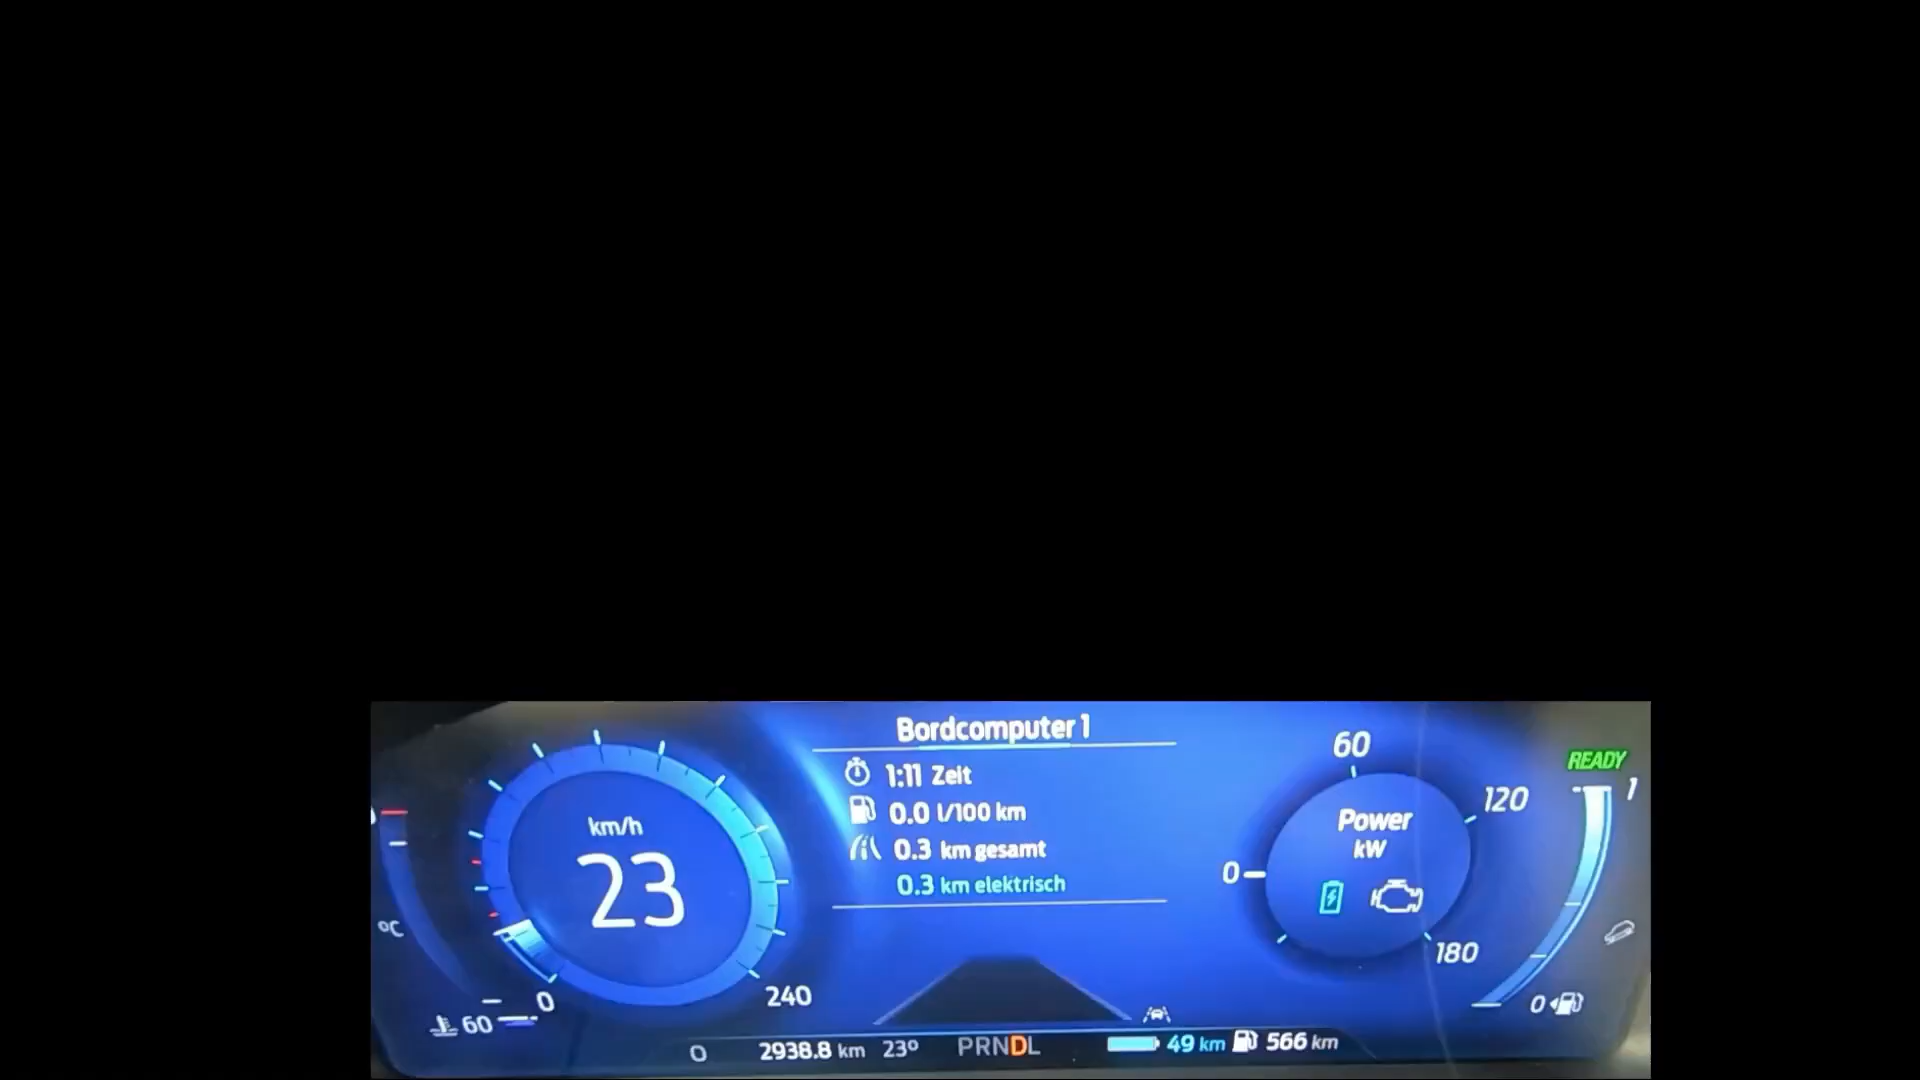 Bordcomputer 1
1:11 Zeit
0.0 l/100 km
0.3 km gesamt
0.3 km elektrisch
km/h
23
0
240
°C
60
60
120
180
0
Power
kW
READY
1
0
0
2938.8 km 23° PRNDL 49 km 566 km